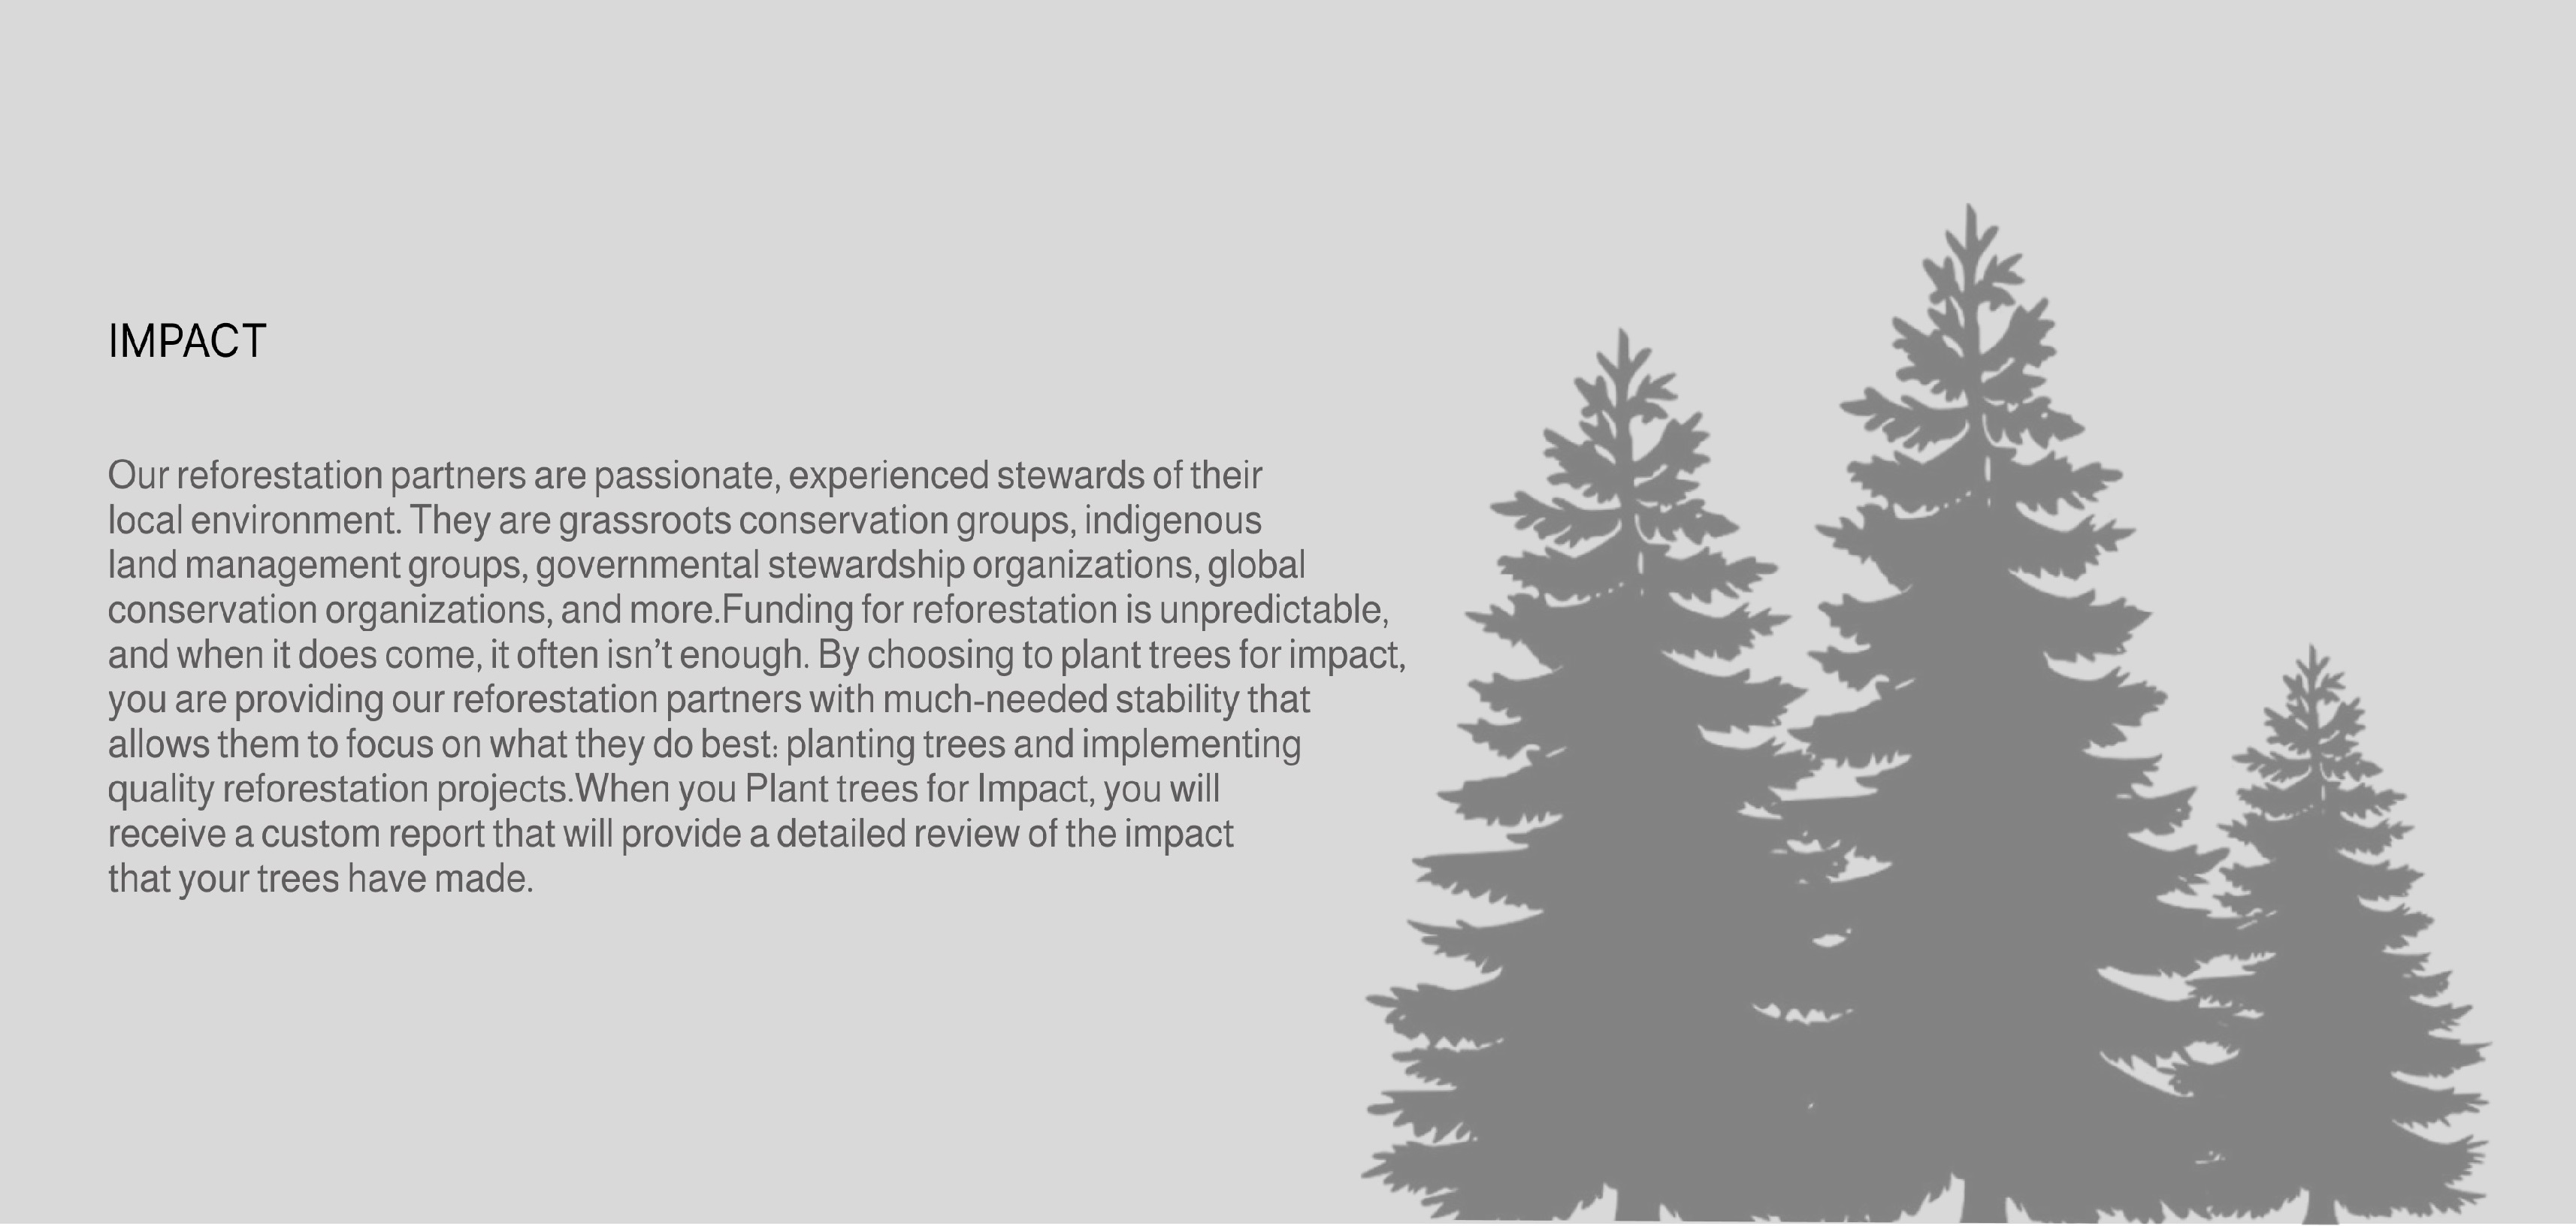 IMPACT
Our reforestation partners are passionate, experienced stewards of their
local environment. They are grassroots conservation groups, indigenous
land management groups, governmental stewardship organizations, global
conservation organizations, and more.Funding for reforestation is unpredictable,
and when it does come, it often isn’t enough. By choosing to plant trees for impact,
you are providing our reforestation partners with much-needed stability that
allows them to focus on what they do best: planting trees and implementing
quality reforestation projects.When you Plant trees for Impact, you will
receive a custom report that will provide a detailed review of the impact
that your trees have made.